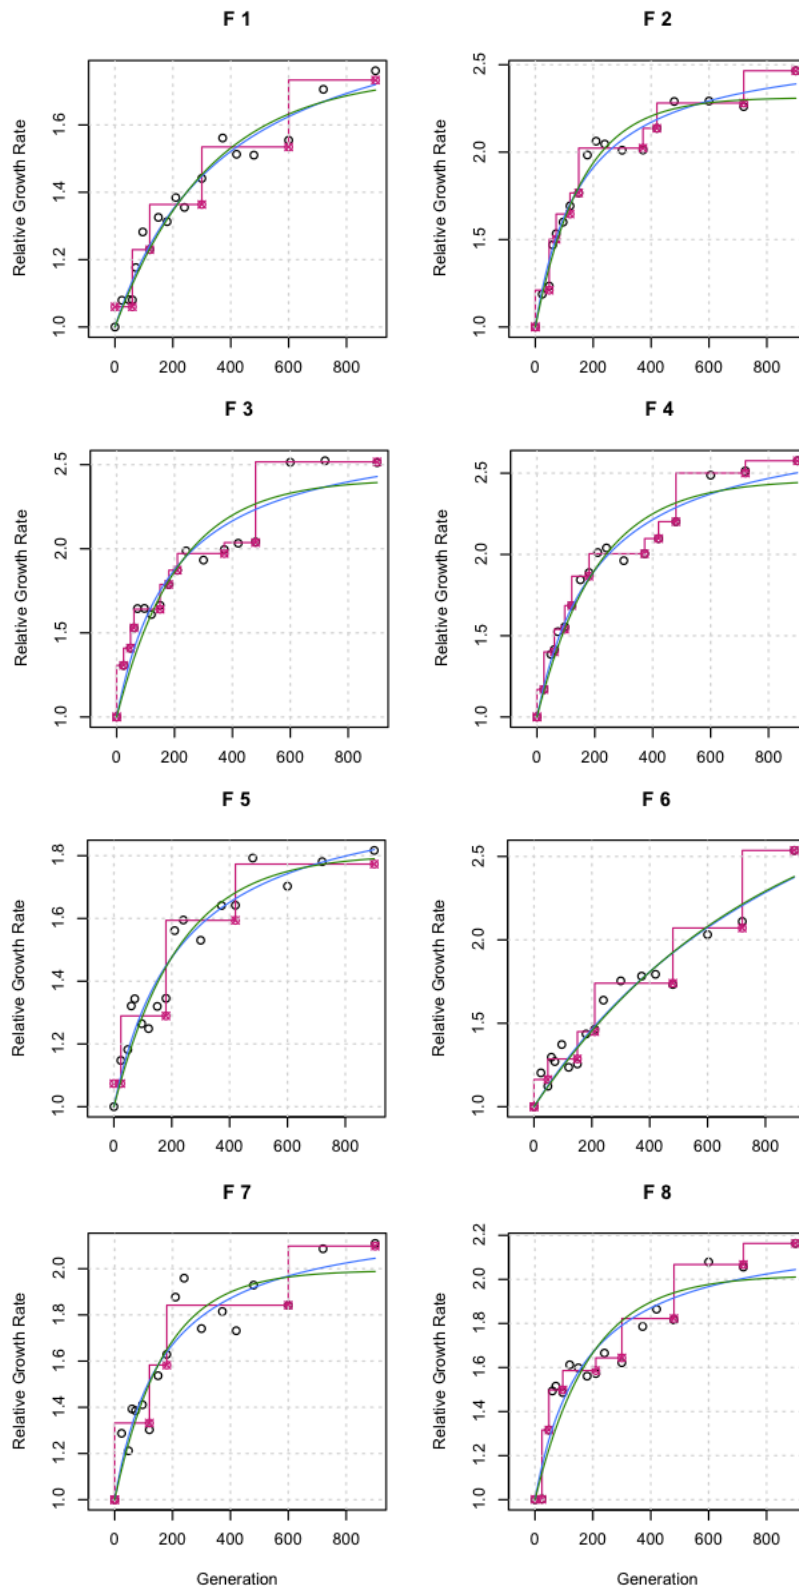 F 1
F 2
Relative Growth Rate
1.0 1.2 1.4 1.6
0 200 400 600 800
Relative Growth Rate
1.0 1.5 2.0 2.5
0 200 400 600 800
F 3
F 4
Relative Growth Rate
1.0 1.5 2.0 2.5
0 200 400 600 800
Relative Growth Rate
1.0 1.5 2.0 2.5
0 200 400 600 800
F 5
F 6
Relative Growth Rate
1.0 1.2 1.4 1.6 1.8
0 200 400 600 800
Relative Growth Rate
1.0 1.5 2.0 2.5
0 200 400 600 800
F 7
F 8
Relative Growth Rate
1.0 1.2 1.4 1.6 1.8 2.0
0 200 400 600 800
Generation
Relative Growth Rate
1.0 1.2 1.4 1.6 1.8 2.0 2.2
0 200 400 600 800
Generation